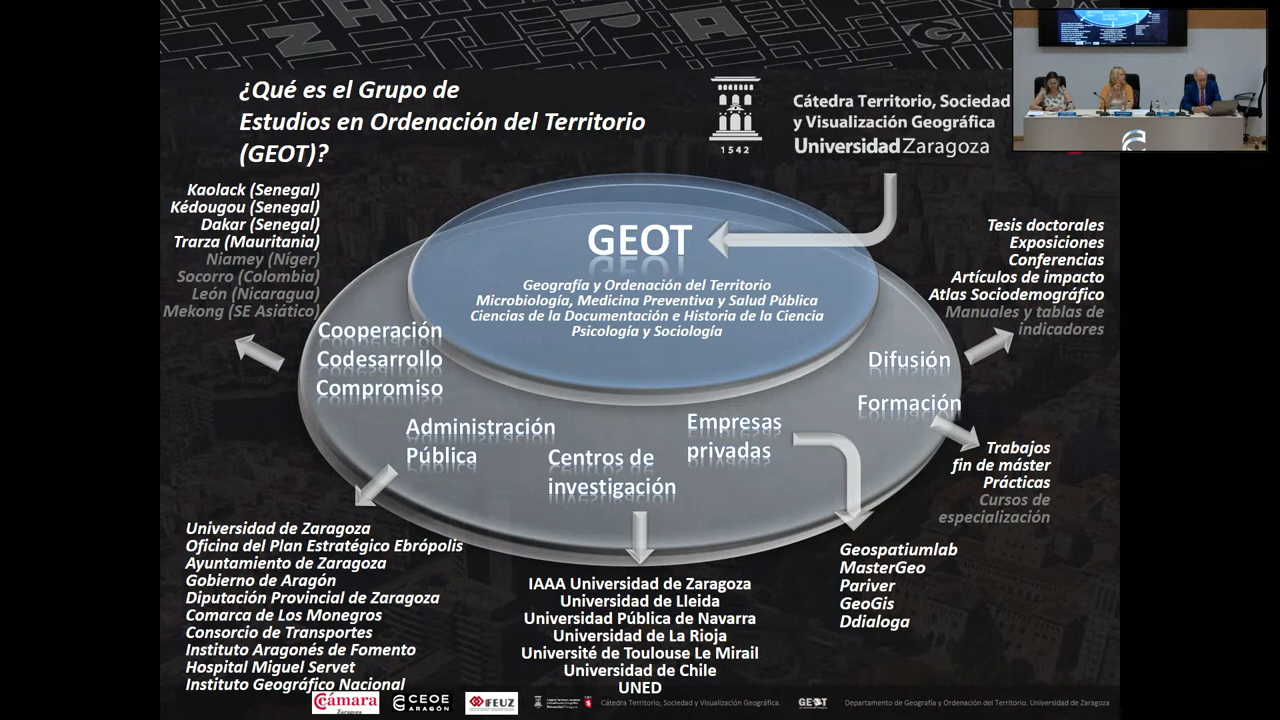 ¿Qué es el Grupo de
Estudios en Ordenación del Territorio
(GEOT)?
1542
Cátedra Territorio, Sociedad
y Visualización Geográfica
Universidad Zaragoza
Kaolack (Senegal)
Kédougou (Senegal)
Dakar (Senegal)
Trarza (Mauritania)
Niamey (Níger)
Socorro (Colombia)
León (Nicaragua)
Mekong (SE Asiático)
GEOT
Geografía y Ordenación del Territorio
Microbiología, Medicina Preventiva y Salud Pública
Ciencias de la Documentación e Historia de la Ciencia
Psicología y Sociología
Tesis doctorales
Exposiciones
Conferencias
Artículos de impacto
Atlas Sociodemográfico
Manuales y tablas de
indicadores
Cooperación
Codesarrollo
Compromiso
Difusión
Formación
Administración
Pública
Centros de
investigación
Empresas
privadas
Trabajos
fin de máster
Prácticas
Cursos de
especialización
Universidad de Zaragoza
Oficina del Plan Estratégico Ebrópolis
Ayuntamiento de Zaragoza
Gobierno de Aragón
Diputación Provincial de Zaragoza
Comarca de Los Monegros
Consorcio de Transportes
Instituto Aragonés de Fomento
Hospital Miguel Servet
Instituto Geográfico Nacional
IAAA Universidad de Zaragoza
Universidad de Lleida
Universidad Pública de Navarra
Universidad de La Rioja
Université de Toulouse Le Mirail
Universidad de Chile
UNED
Geospatiumlab
MasterGeo
Pariver
GeoGis
Ddialoga
Cámara
Zaragoza
CEOE
ARAGÓN
FEUZ
Cátedra Territorio, Sociedad y Visualización Geográfica.
GEOT
Departamento de Geografía y Ordenación del Territorio. Universidad de Zaragoza